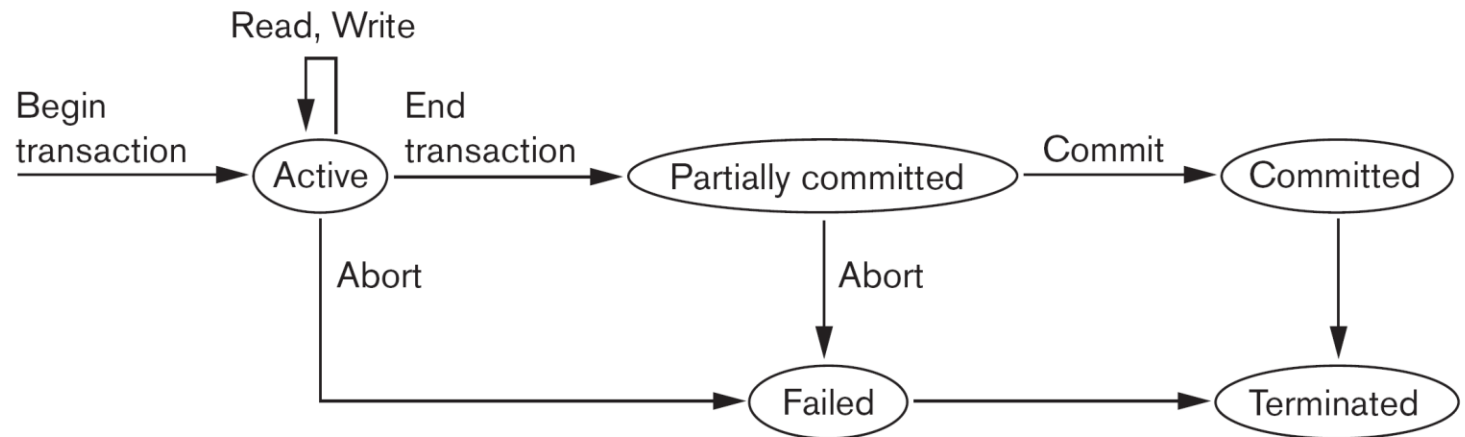 Read, Write
Begin
transaction
End
transaction
Active
Partially committed
Commit
Committed
Abort
Abort
Failed
Terminated